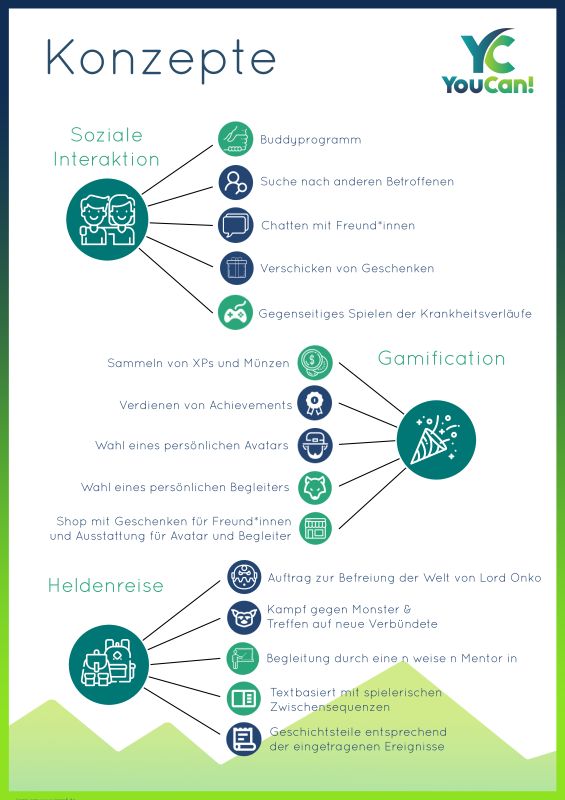 Konzepte
YC
YouCan!
Soziale
Interaktion
Buddyprogramm
Suche nach anderen Betroffenen
Chatten mit Freund*innen
Verschicken von Geschenken
Gegenseitiges Spielen der Krankheitsverläufe
Gamification
Sammeln von XPs und Münzen
Verdienen von Achievements
Wahl eines persönlichen Avatars
Wahl eines persönlichen Begleiters
Shop mit Geschenken für Freund*innen
und Ausstattung für Avatar und Begleiter
Heldenreise
Auftrag zur Befreiung der Welt von Lord Onko
Kampf gegen Monster &
Treffen auf neue Verbündete
Begleitung durch eine n weise n Mentor in
Textbasiert mit spielerischen
Zwischensequenzen
Geschichtsteile entsprechend
der eingetragenen Ereignisse